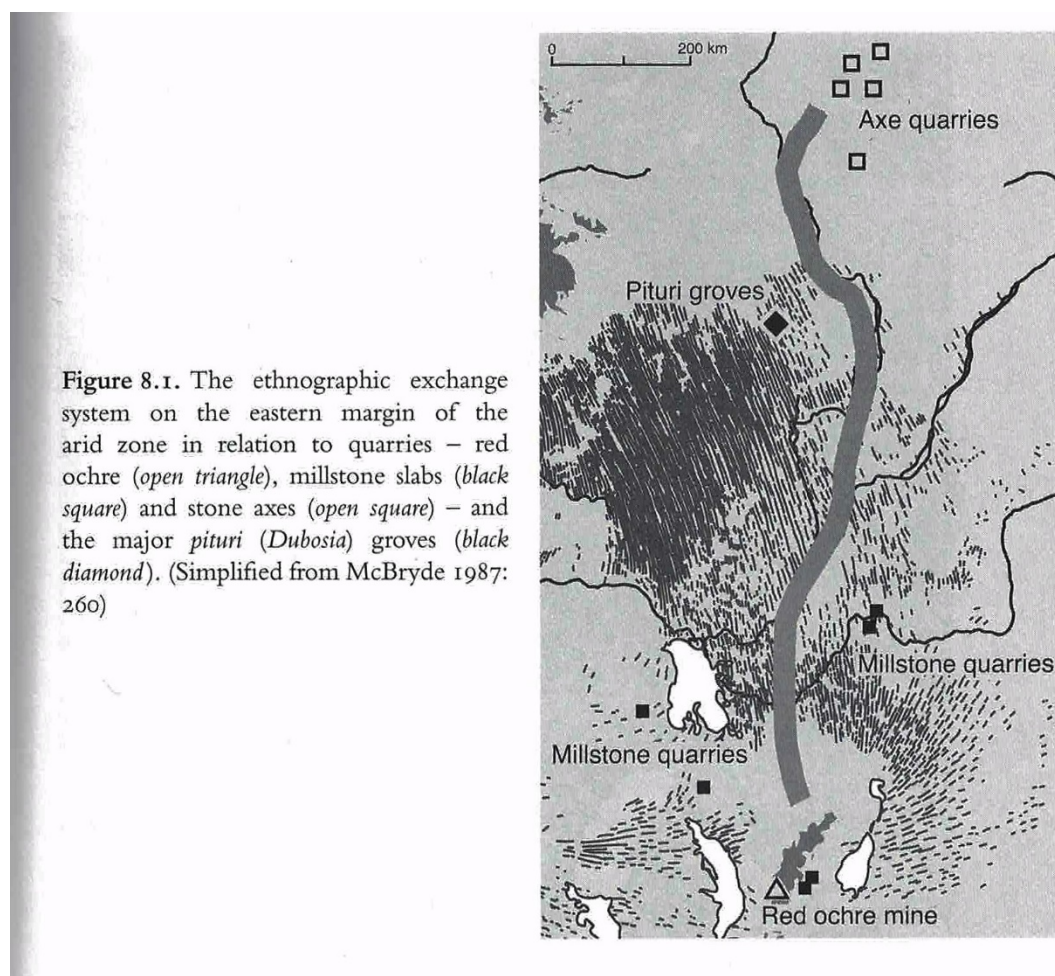 0 200 km
Axe quarries
Pituri groves
Figure 8.1. The ethnographic exchange
system on the eastern margin of the
arid zone in relation to quarries – red
ochre (open triangle), millstone slabs (black
square) and stone axes (open square) – and
the major pituri (Dubosia) groves (black
diamond). (Simplified from McBryde 1987:
260)
Millstone quarries
Millstone quarries
Red ochre mine